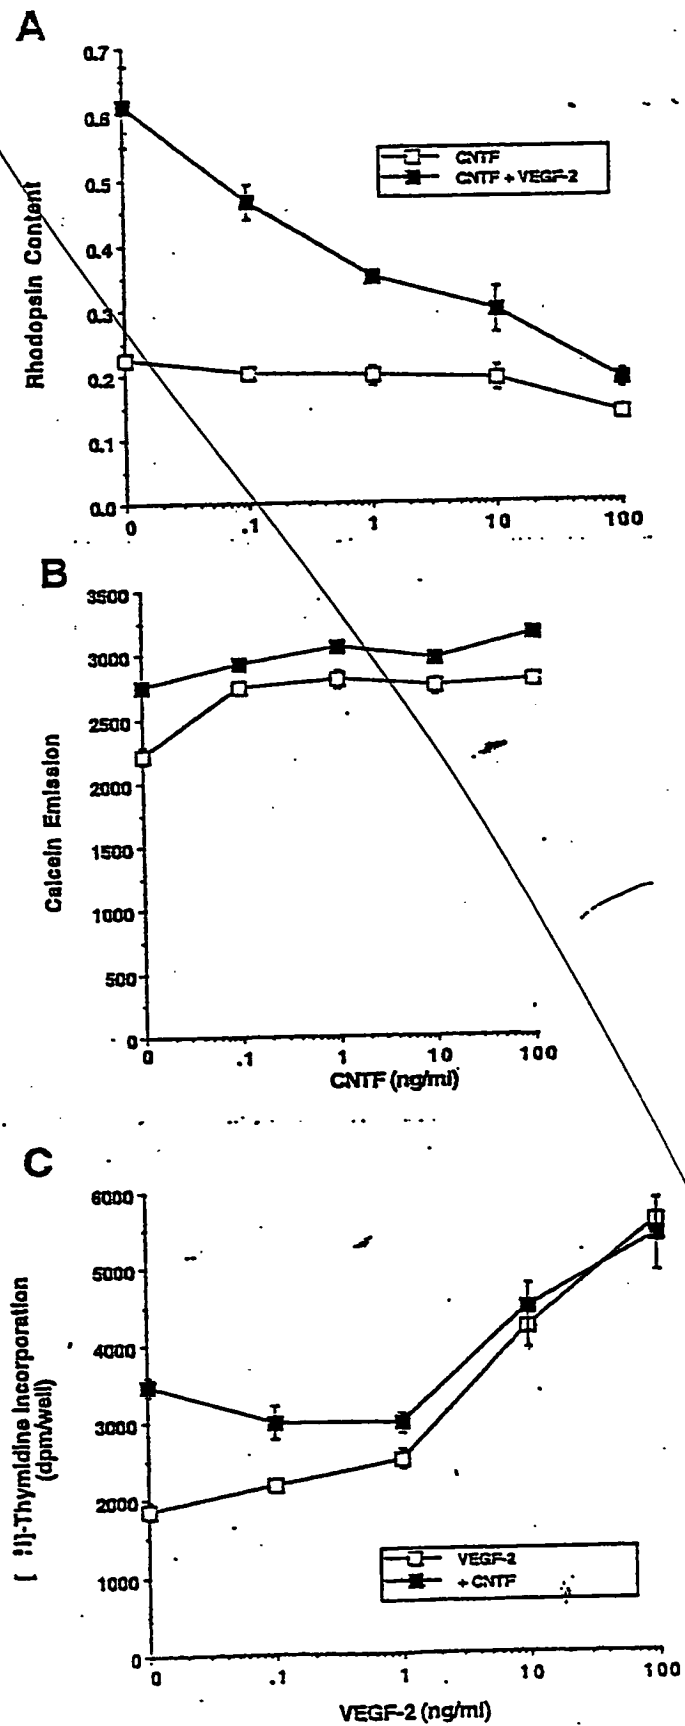 A
0.7
0.6
0.5
0.4
0.3
0.2
0.1
0.0
Rhodopsin Content
CNTF
CNTF + VEGF-2
0 .1 1 10 100
B
3500
3000
2500
2000
1500
1000
500
0
Calcein Emission
0 .1 1 10 100
CNTF (ng/ml)
C
6000
5000
4000
3000
2000
1000
0
]-Thymidine Incorporation
(dpm/well)
VEGF-2
+ CNTF
0 .1 1 10 100
VEGF-2 (ng/ml)